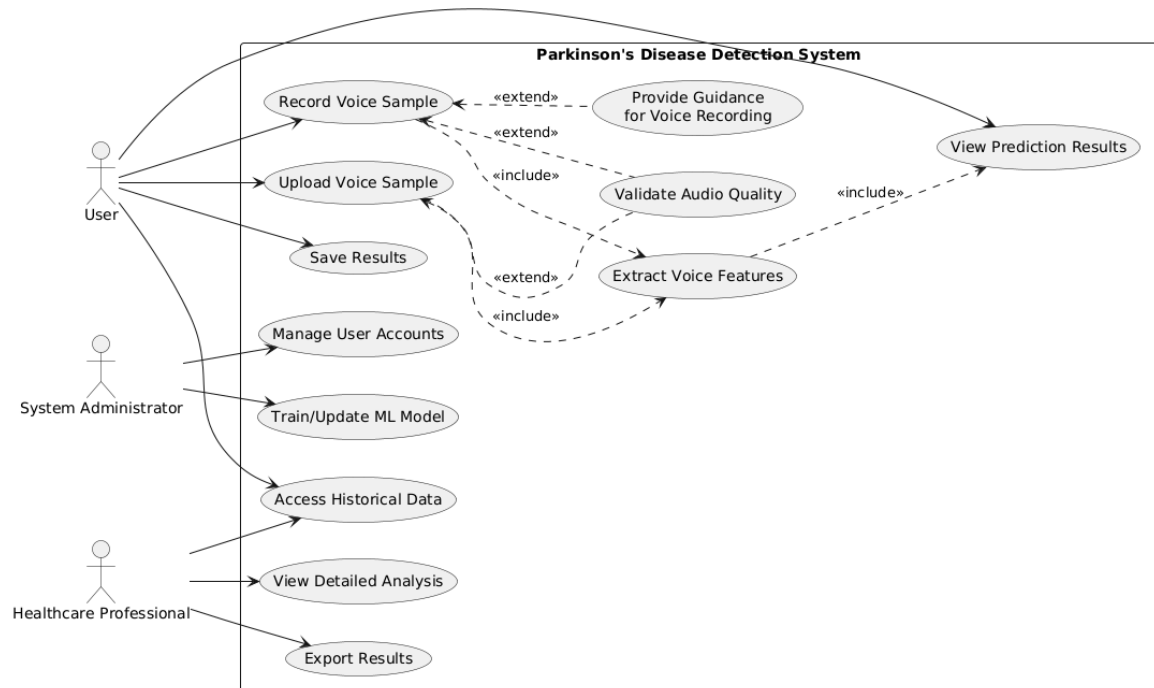 Parkinson's Disease Detection System
Record Voice Sample
«extend»
Provide Guidance
for Voice Recording
«extend»
View Prediction Results
«include»
Upload Voice Sample
Validate Audio Quality
«include»
User
Save Results
Extract Voice Features
«extend»
«include»
Manage User Accounts
System Administrator
Train/Update ML Model
Access Historical Data
View Detailed Analysis
Healthcare Professional
Export Results